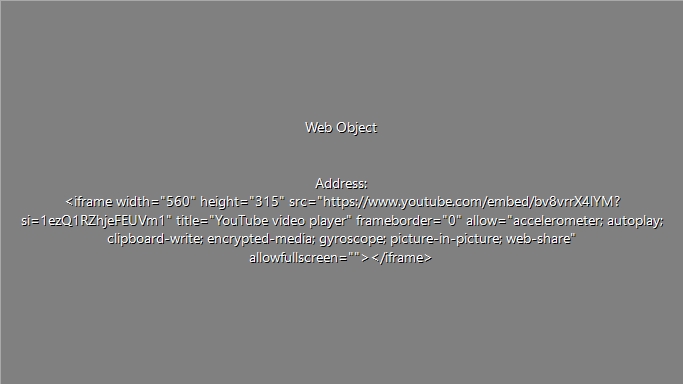 Web Object
Address:
<iframe width="560" height="315" src="https://www.youtube.com/embed/bv8vrrX4lYM?
si=1ezQ1RZhjeFEUVm1" title="YouTube video player" frameborder="0" allow="accelerometer; autoplay;
clipboard-write; encrypted-media; gyroscope; picture-in-picture; web-share"
allowfullscreen=""></iframe>